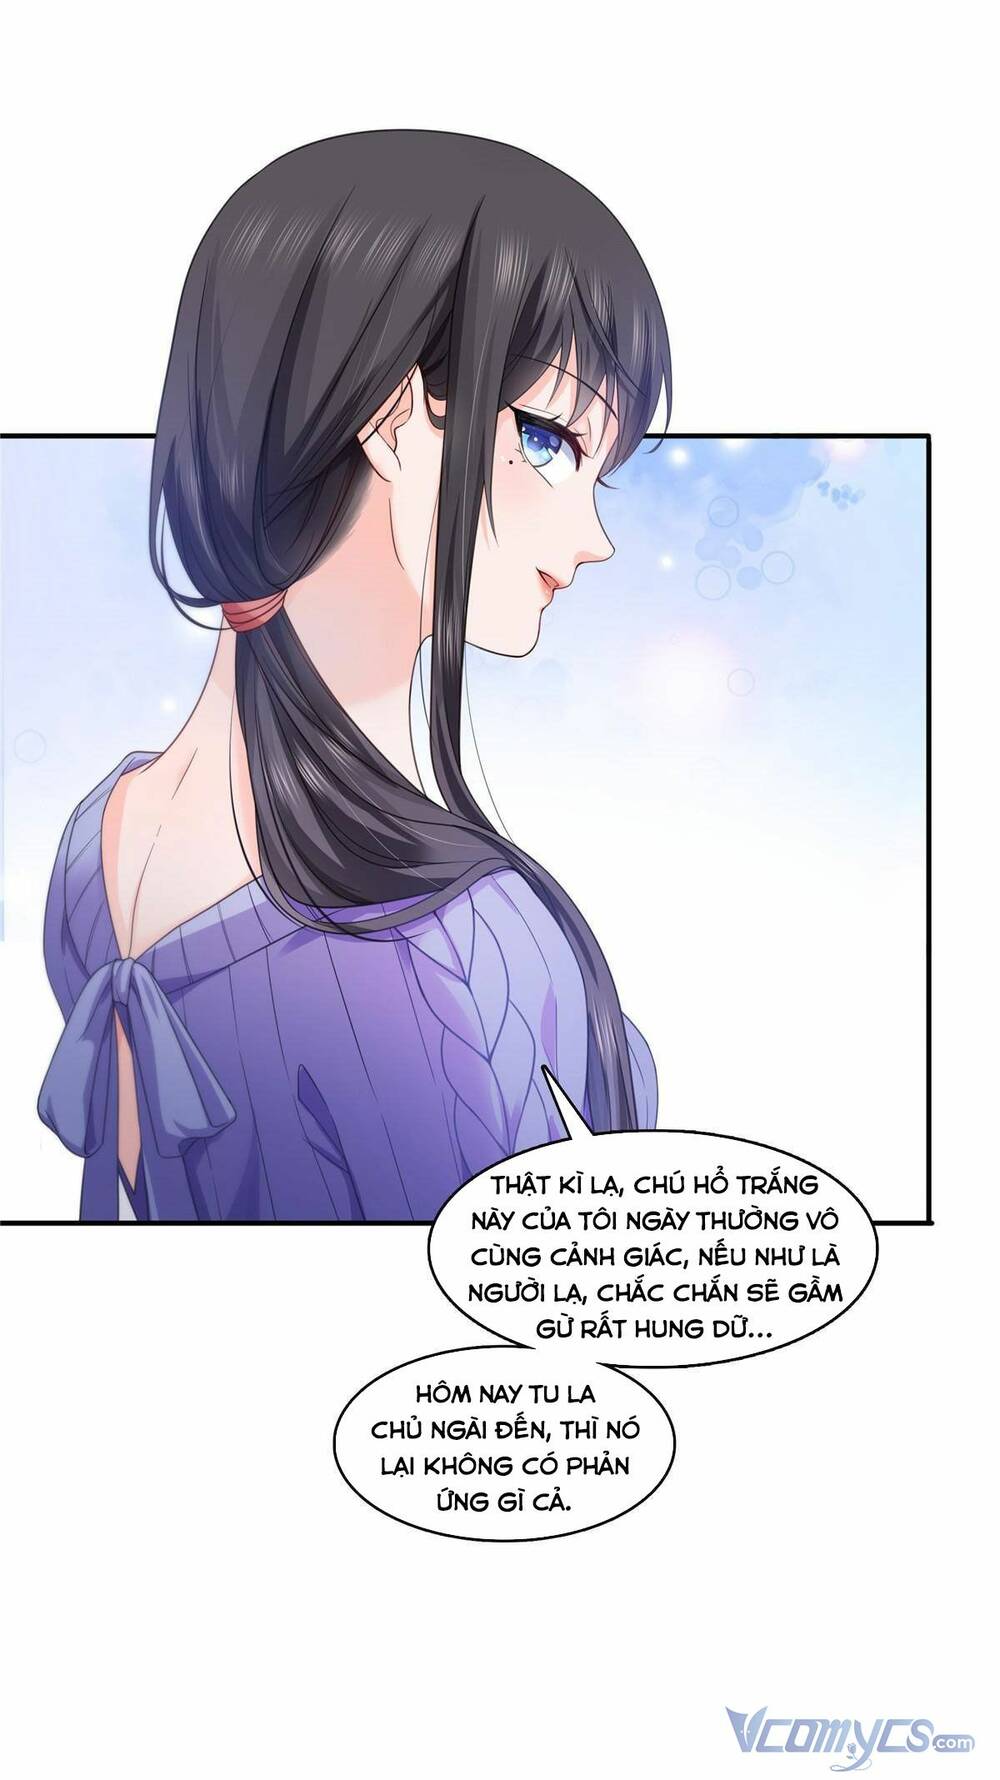 THẬT KÌ LẠ, CHÚ HỔ TRẮNG
NÀY CỦA TÔI NGÀY THƯỜNG VÔ
CÙNG CẢNH GIÁC, NẾU NHƯ LÀ
NGƯỜI LẠ, CHẮC CHẮN SẼ GẦM
GỪ RẤT HUNG DỮ...
HÔM NAY TU LA
CHỦ NGÀI ĐẾN, THÌ NÓ
LẠI KHÔNG CÓ PHẢN
ỨNG GÌ CẢ.
VCOMYCS.com